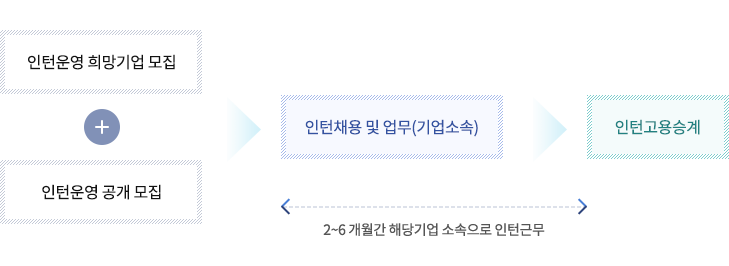 인턴운영 희망기업 모집
인턴운영 공개 모집
인턴채용 및 업무(기업소속)
인턴고용승계
2~6 개월간 해당기업 소속으로 인턴근무